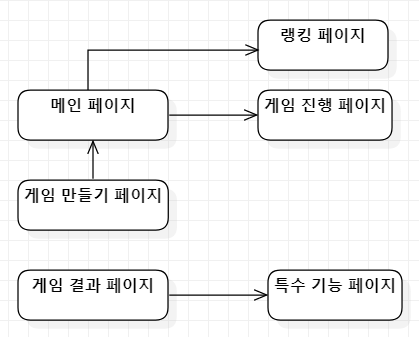 랭킹 페이지
메인 페이지
게임 진행 페이지
게임 만들기 페이지
게임 결과 페이지
특수 기능 페이지